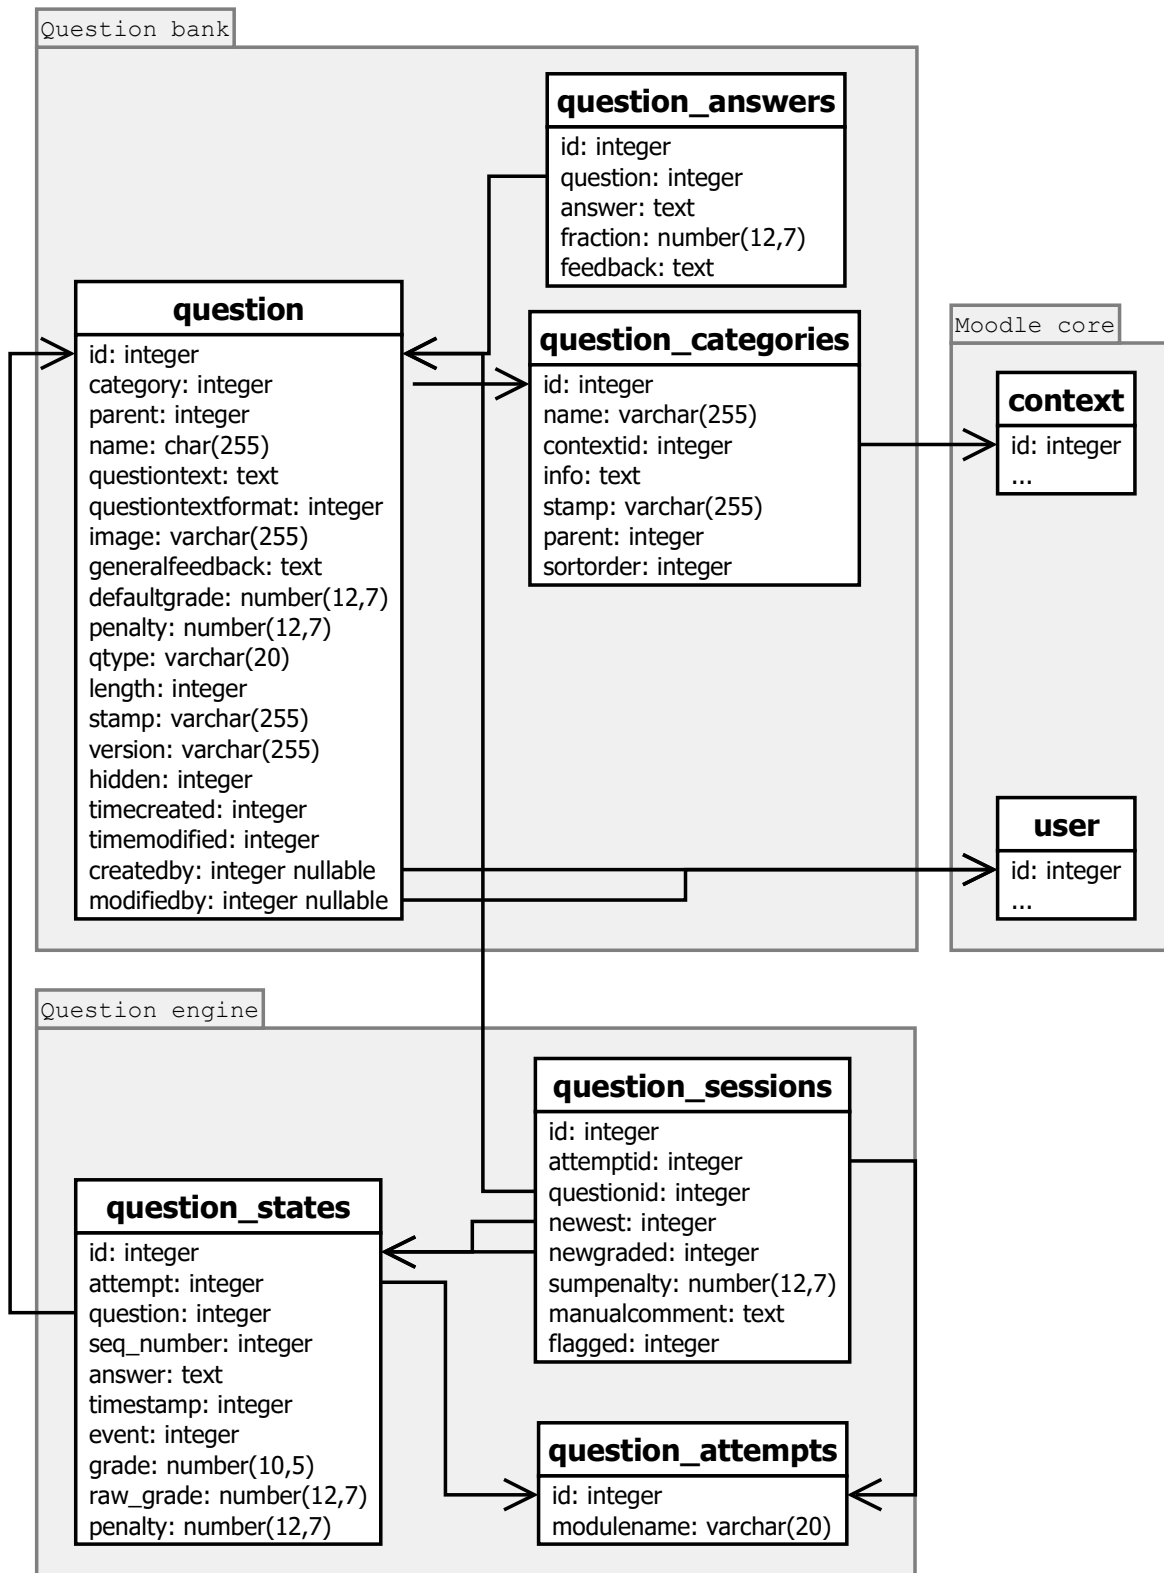 Question bank
question_answers
id: integer
question: integer
answer: text
fraction: number(12,7)
feedback: text
question
id: integer
category: integer
parent: integer
name: char(255)
questiontext: text
questiontextformat: integer
image: varchar(255)
generalfeedback: text
defaultgrade: number(12,7)
penalty: number(12,7)
qtype: varchar(20)
length: integer
stamp: varchar(255)
version: varchar(255)
hidden: integer
timecreated: integer
timemodified: integer
createdby: integer nullable
modifiedby: integer nullable
question_categories
id: integer
name: varchar(255)
contextid: integer
info: text
stamp: varchar(255)
parent: integer
sortorder: integer
Moodle core
context
id: integer
...
user
id: integer
...
Question engine
question_sessions
id: integer
attemptid: integer
questionid: integer
newest: integer
newgraded: integer
sumpenalty: number(12,7)
manualcomment: text
flagged: integer
question_states
id: integer
attempt: integer
question: integer
seq_number: integer
answer: text
timestamp: integer
event: integer
grade: number(10,5)
raw_grade: number(12,7)
penalty: number(12,7)
question_attempts
id: integer
modulename: varchar(20)